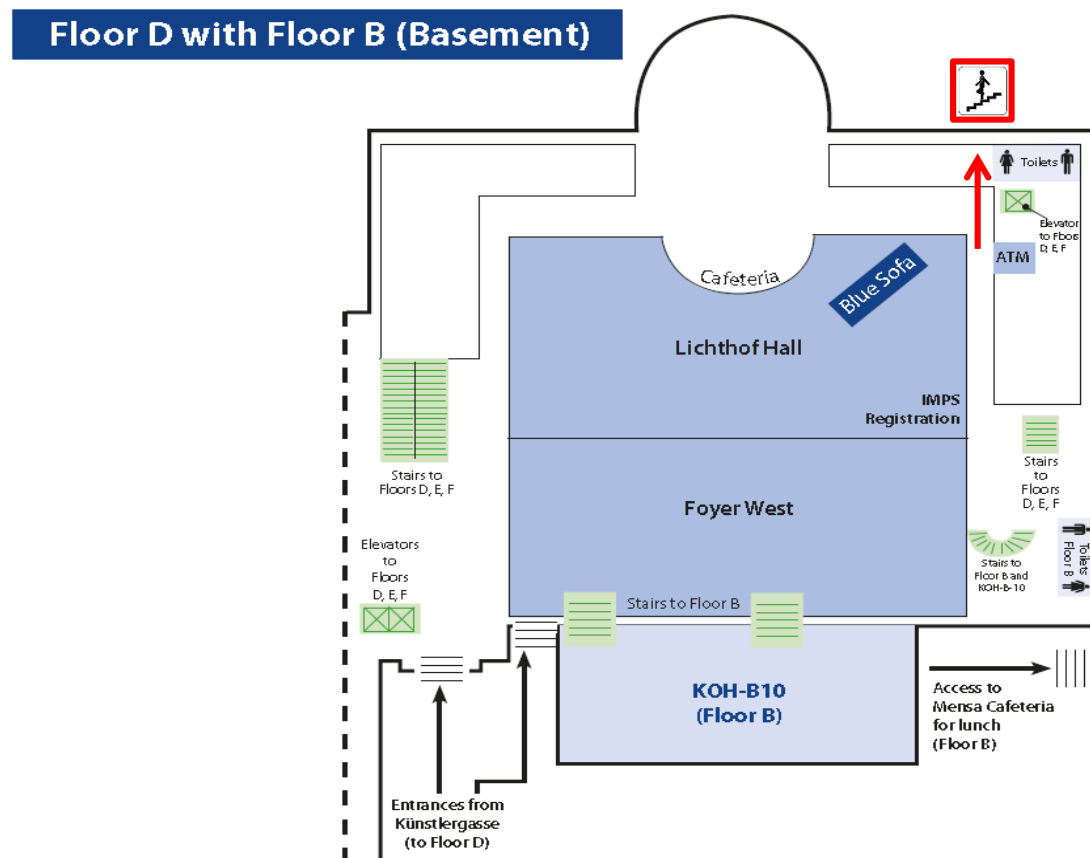 Floor D with Floor B (Basement)
Toilets
Elevator
to Floors
D, E, F
ATM
Cafeteria
Blue Sofa
Lichthof Hall
IMPS
Registration
Stairs to
Floors D, E, F
Stairs
to
Floors
D, E, F
Foyer West
Elevators
to
Floors
D, E, F
Toilets
Floor B
Stairs to
Floor B and
KOH-B-10
Stairs to Floor B
KOH-B10
(Floor B)
Access to
Mensa Cafeteria
for lunch
(Floor B)
Entrances from
Künstlergasse
(to Floor D)